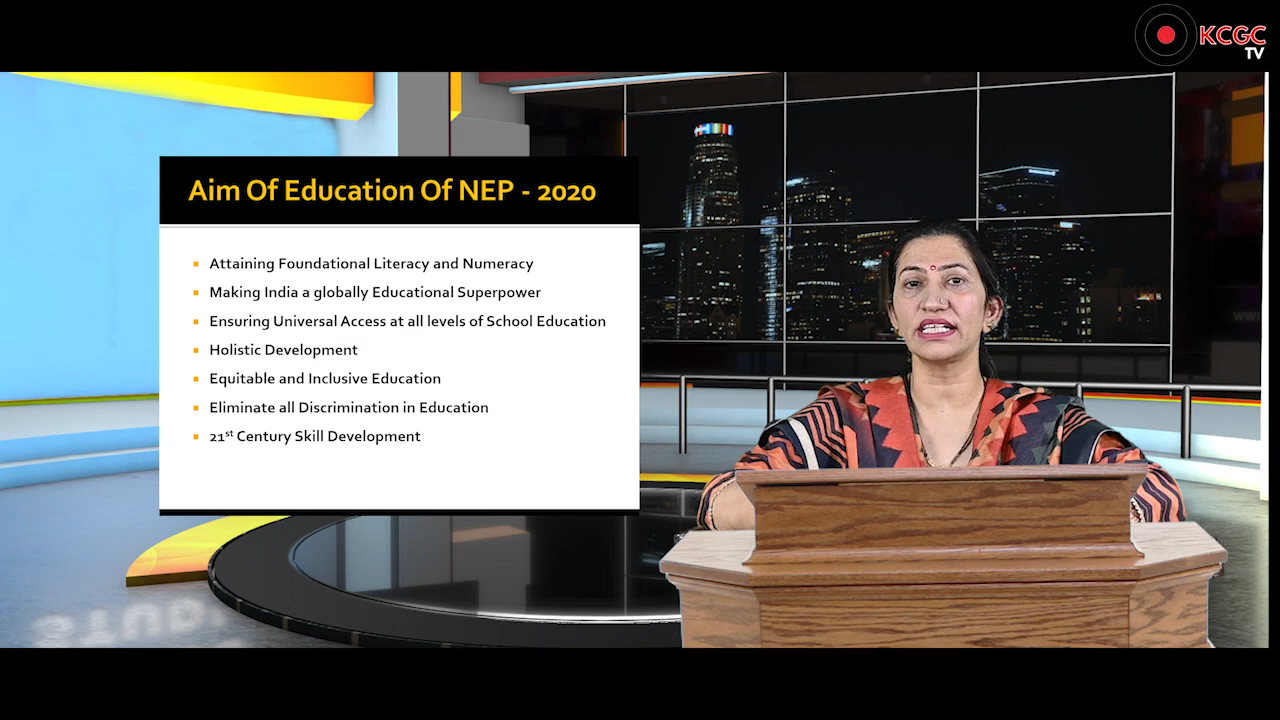 KCGC
TV
Aim Of Education Of NEP - 2020
Attaining Foundational Literacy and Numeracy
Making India a globally Educational Superpower
Ensuring Universal Access at all levels of School Education
Holistic Development
Equitable and Inclusive Education
Eliminate all Discrimination in Education
21st Century Skill Development